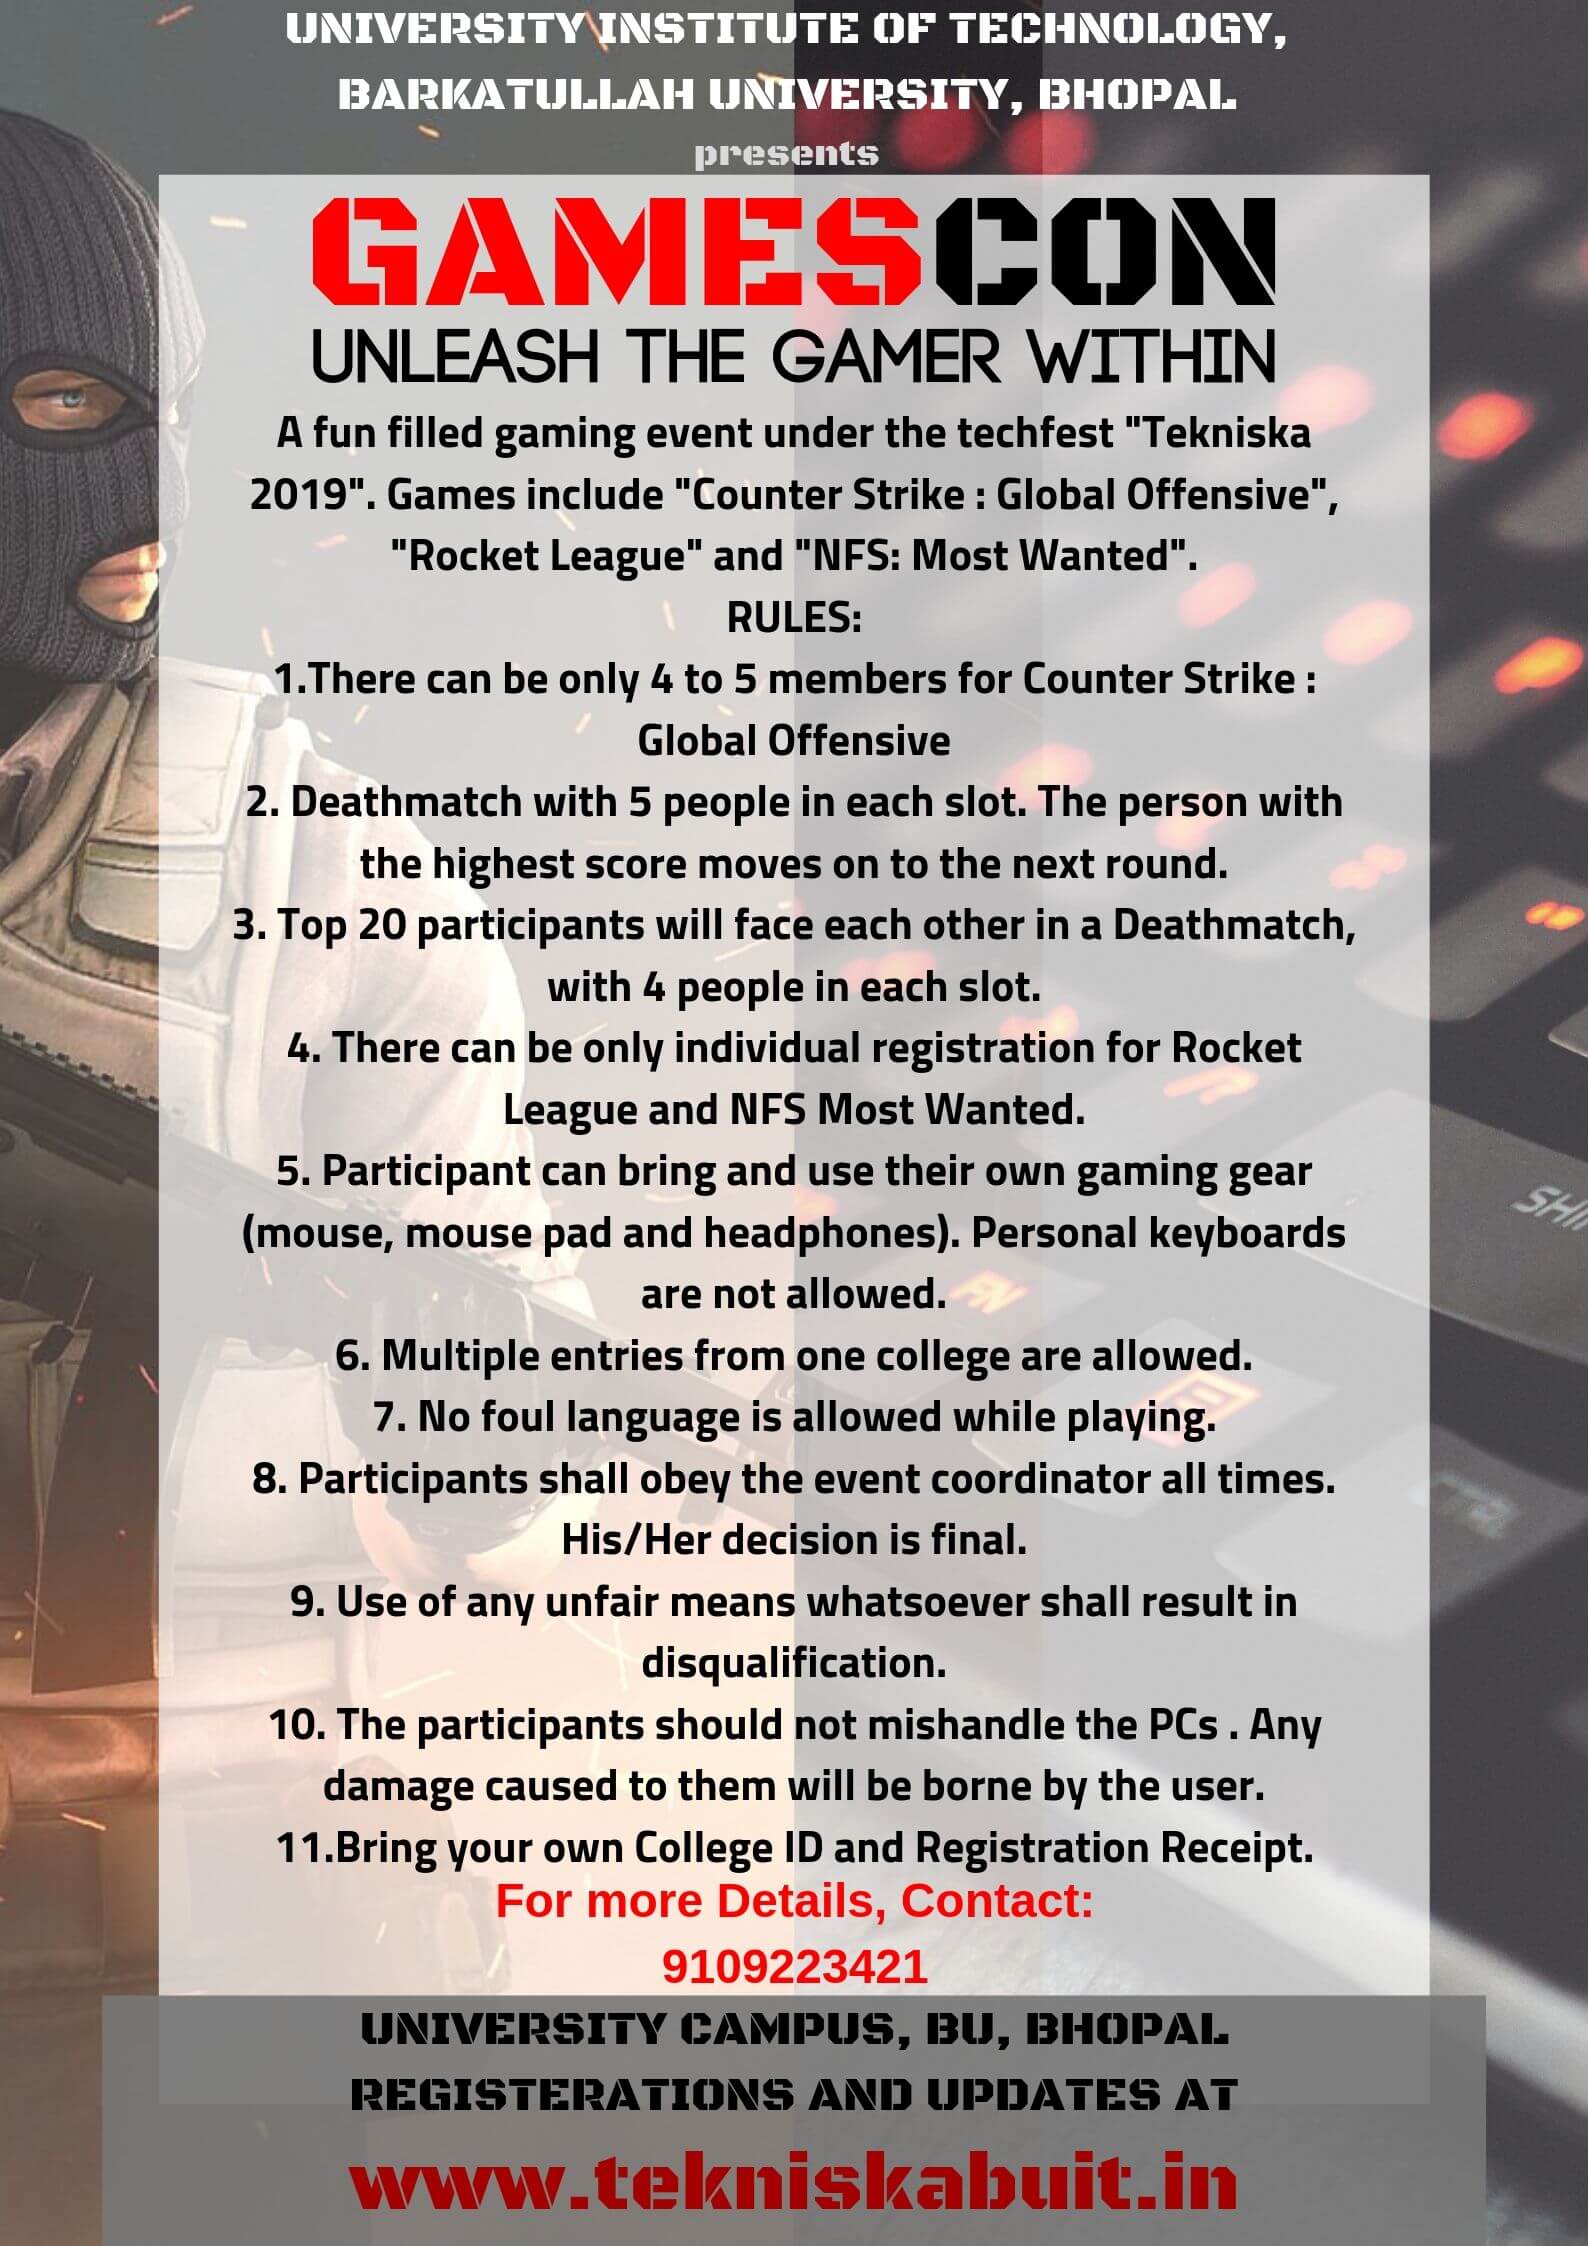 UNIVERSITY INSTITUTE OF TECHNOLOGY,
BARKATULLAH UNIVERSITY, BHOPAL
presents
GAMESCON
UNLEASH THE GAMER WITHIN
A fun filled gaming event under the techfest "Tekniska
2019". Games include "Counter Strike : Global Offensive",
"Rocket League" and "NFS: Most Wanted".
RULES:
1.There can be only 4 to 5 members for Counter Strike :
Global Offensive
2. Deathmatch with 5 people in each slot. The person with
the highest score moves on to the next round.
3. Top 20 participants will face each other in a Deathmatch,
with 4 people in each slot.
4. There can be only individual registration for Rocket
League and NFS Most Wanted.
5. Participant can bring and use their own gaming gear
(mouse, mouse pad and headphones). Personal keyboards
are not allowed.
6. Multiple entries from one college are allowed.
7. No foul language is allowed while playing.
8. Participants shall obey the event coordinator all times.
His/Her decision is final.
9. Use of any unfair means whatsoever shall result in
disqualification.
10. The participants should not mishandle the PCs . Any
damage caused to them will be borne by the user.
11.Bring your own College ID and Registration Receipt.
For more Details, Contact:
9109223421
UNIVERSITY CAMPUS, BU, BHOPAL
REGISTERATIONS AND UPDATES AT
www.tekniskabuit.in
FN
CTRL